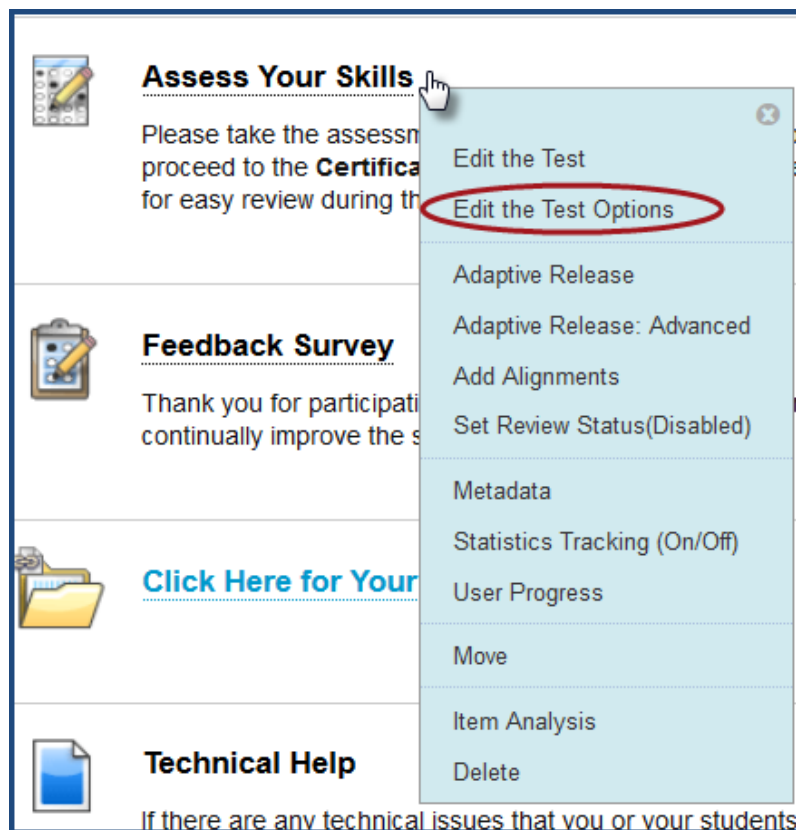 Assess Your Skills
Please take the assessm
proceed to the Certifica
for easy review during th
Edit the Test
Edit the Test Options
Adaptive Release
Adaptive Release: Advanced
Add Alignments
Set Review Status(Disabled)
Metadata
Statistics Tracking (On/Off)
User Progress
Move
Item Analysis
Delete
Feedback Survey
Thank you for participati
continually improve the s
Click Here for Your
Technical Help
If there are any technical issues that you or your students